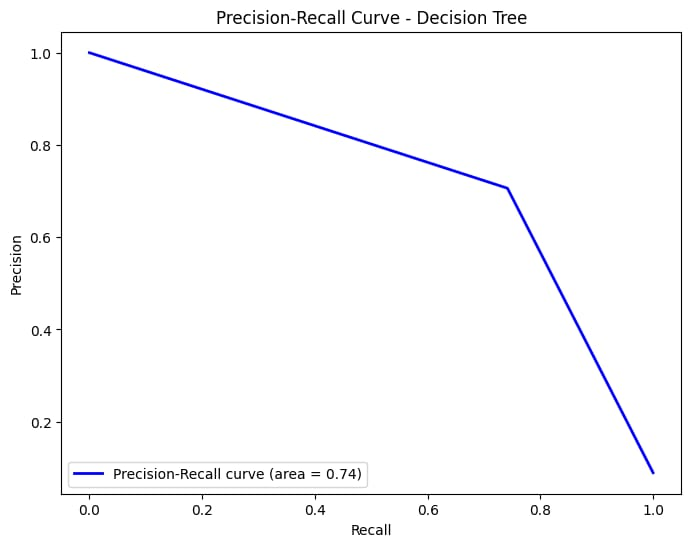 Precision-Recall Curve - Decision Tree
1.0
0.8
0.6
0.4
0.2
Precision
Precision-Recall curve (area = 0.74)
0.0 0.2 0.4 0.6 0.8 1.0
Recall